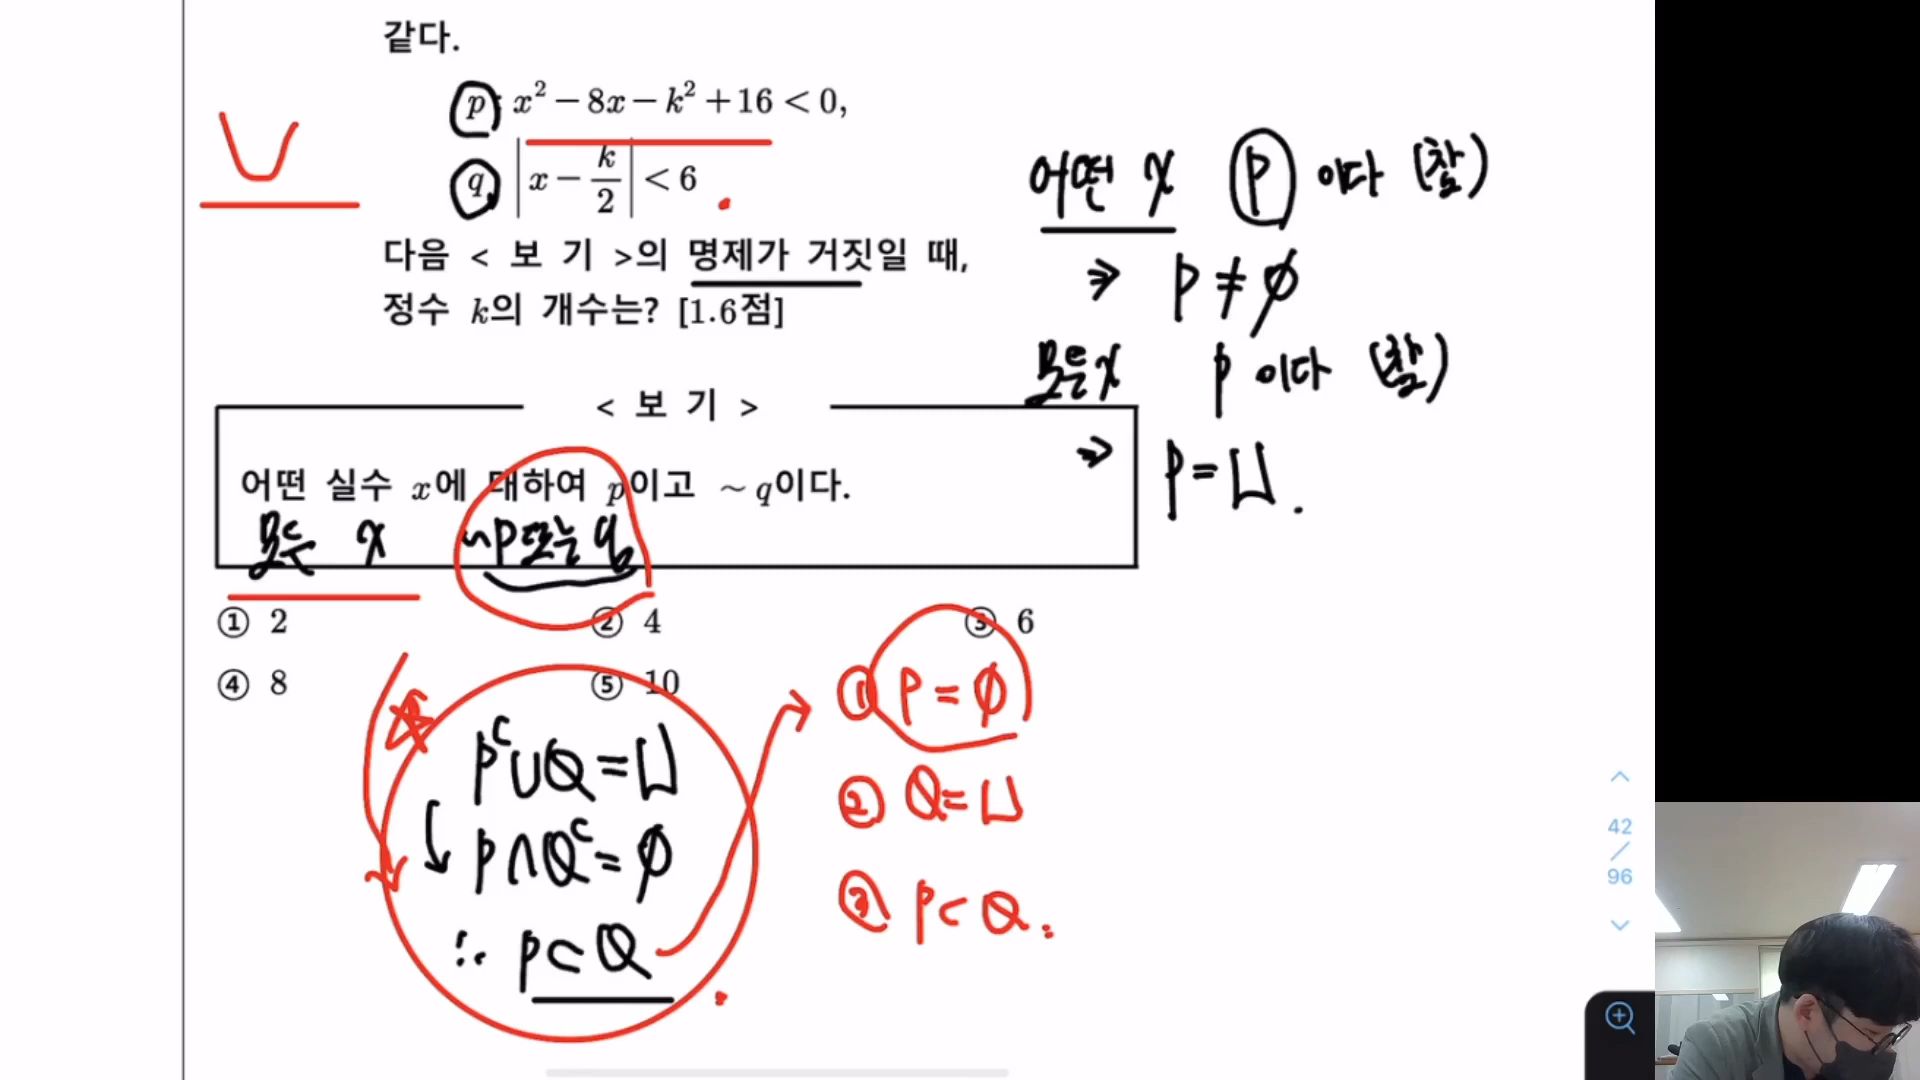 같다.
p: x² − 8x − k² + 16 < 0,
q: |x − k/2| < 6
다음 < 보 기 >의 명제가 거짓일 때,
정수 k의 개수는? [1.6점]
< 보 기 >
어떤 실수 x에 대하여 p이고 ~q이다.
모든 x ~p또는 q
① 2
② 4
③ 6
④ 8
⑤ 10
어떤 x p 이다 (참)
⇒ P ≠ ∅
모든 x p 이다 (참)
⇒ P = U.
Pᶜ∪Q = U
P∩Qᶜ = ∅
∴ P⊂Q
① P = ∅
② Q = U
③ P⊂Q.
42
/
96